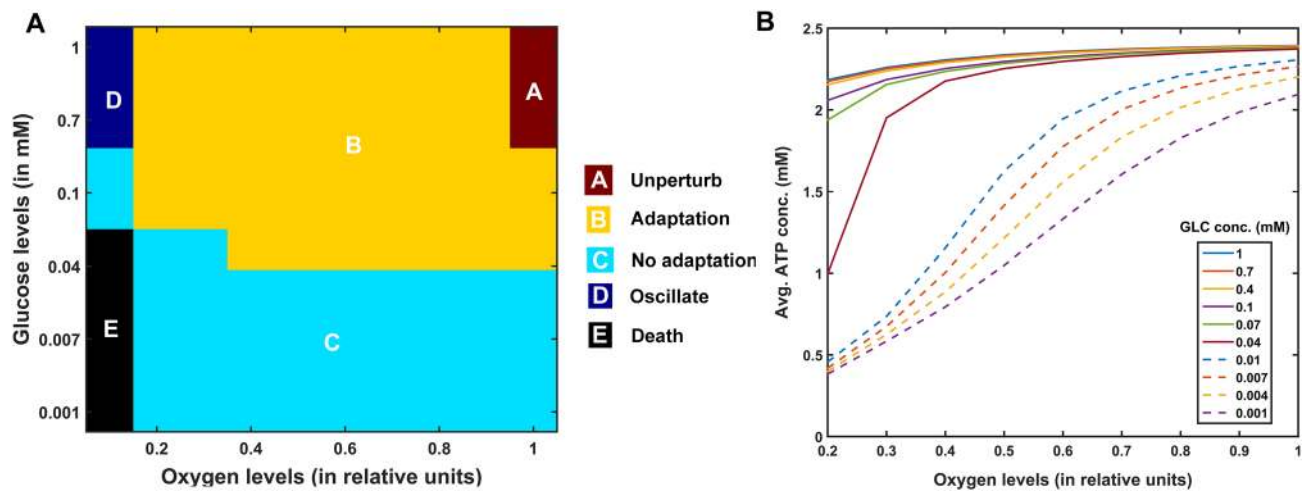 A
Glucose levels (in mM)
1
0.7
0.1
0.04
0.007
0.001
D
A
B
C
E
0.2
0.4
0.6
0.8
1
Oxygen levels (in relative units)
A Unperturb
B Adaptation
C No adaptation
D Oscillate
E Death
B
Avg. ATP conc. (mM)
2.5
2
1.5
1
0.5
0
0.2
0.3
0.4
0.5
0.6
0.7
0.8
0.9
1
Oxygen levels (in relative units)
GLC conc. (mM)
1
0.7
0.4
0.1
0.07
0.04
0.01
0.007
0.004
0.001